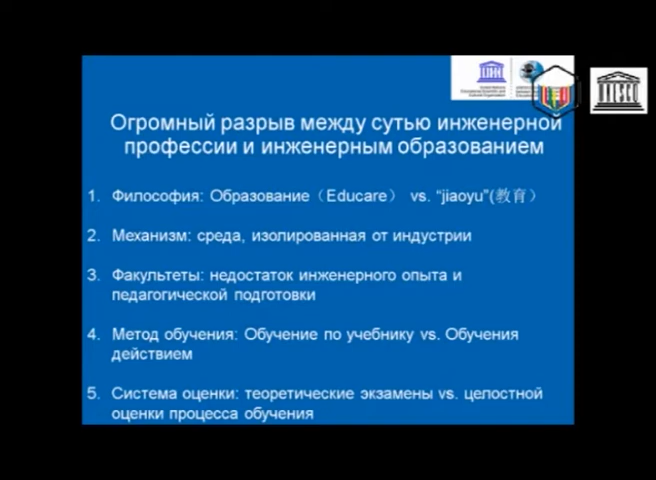 Огромный разрыв между сутью инженерной
профессии и инженерным образованием
1. Философия: Образование（Educare） vs. “jiaoyu”(教育）
2. Механизм: среда, изолированная от индустрии
3. Факультеты: недостаток инженерного опыта и
педагогической подготовки
4. Метод обучения: Обучение по учебнику vs. Обучения
действием
5. Система оценки: теоретические экзамены vs. целостной
оценки процесса обучения